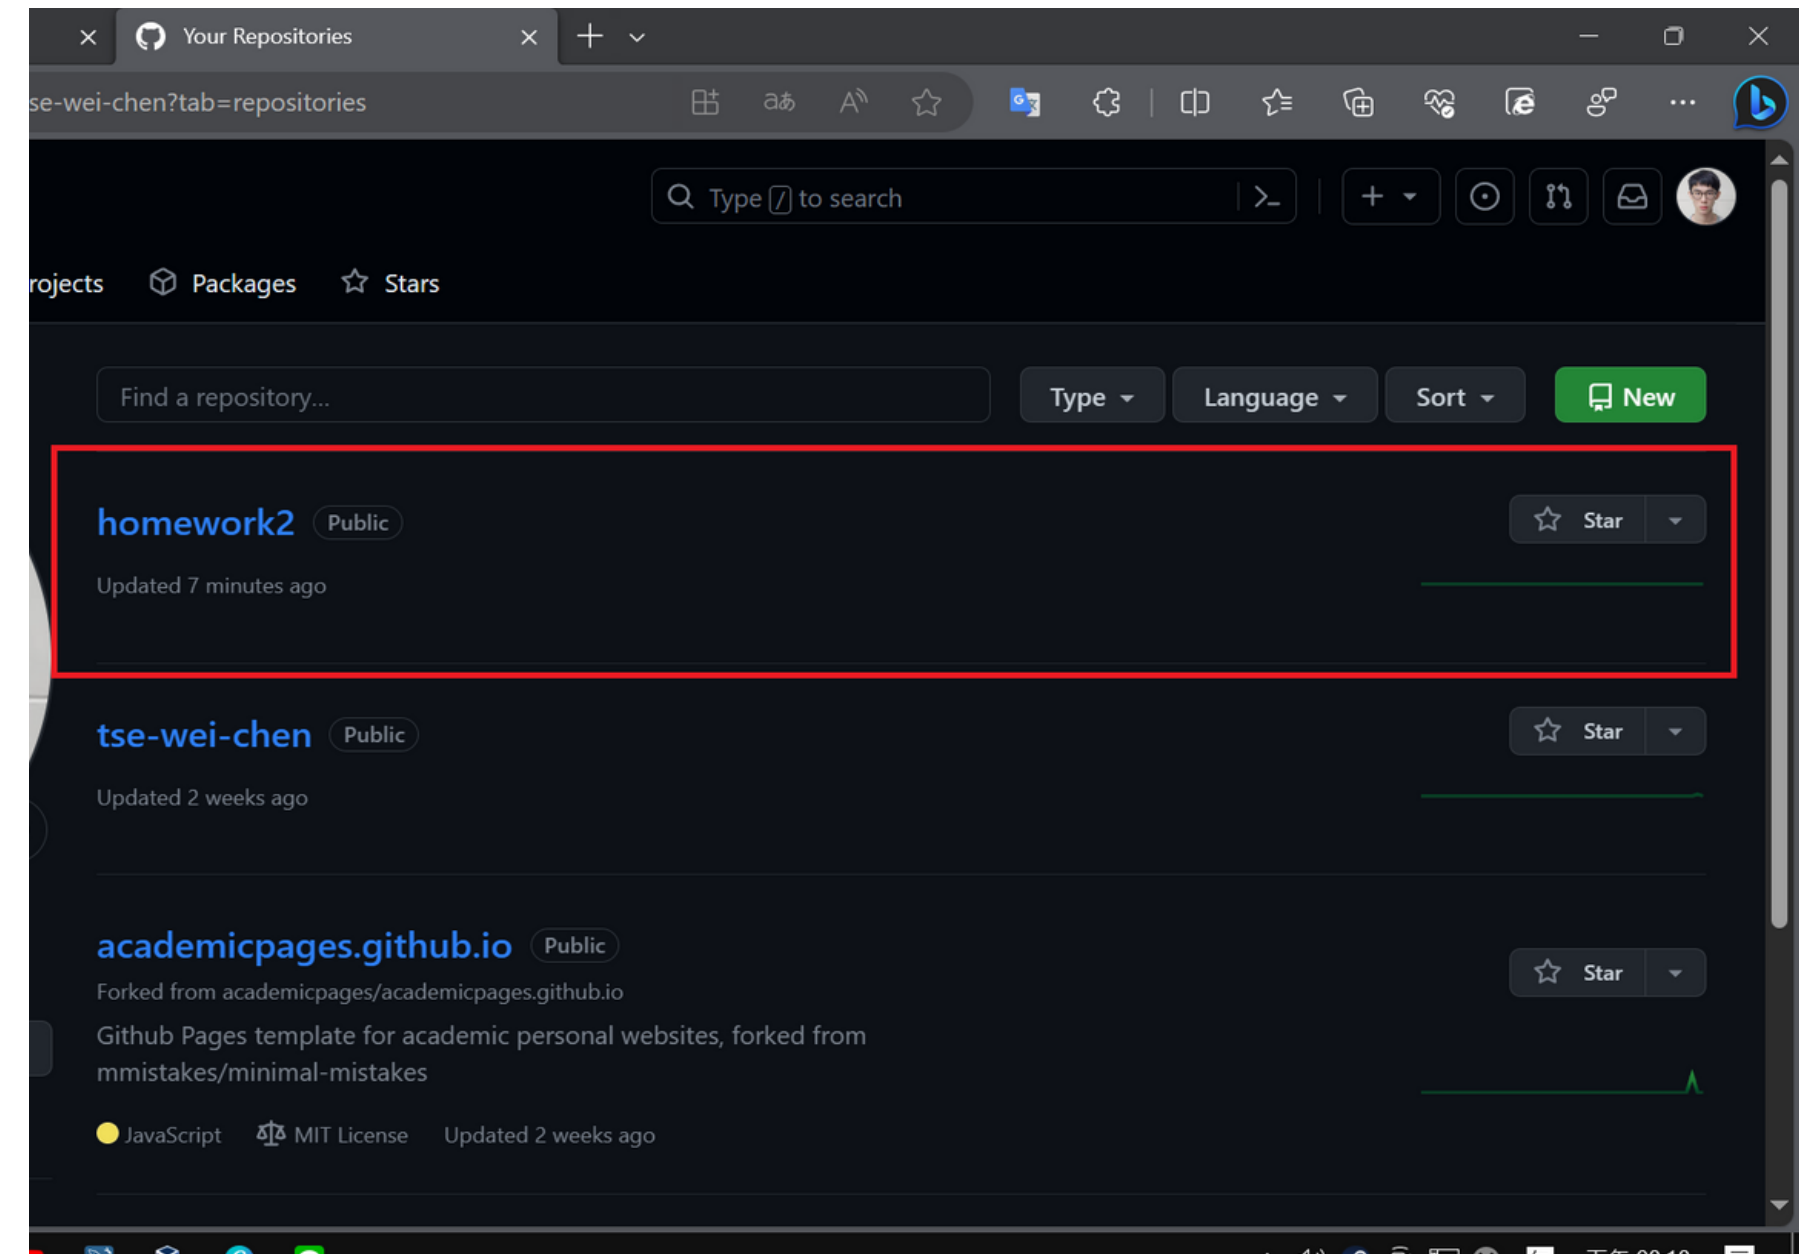 Your Repositories
se-wei-chen?tab=repositories
Type / to search
rojects Packages Stars
Find a repository...
Type Language Sort New
homework2 Public Star
Updated 7 minutes ago
tse-wei-chen Public Star
Updated 2 weeks ago
academicpages.github.io Public
Forked from academicpages/academicpages.github.io
Star
Github Pages template for academic personal websites, forked from
mmistakes/minimal-mistakes
JavaScript MIT License Updated 2 weeks ago